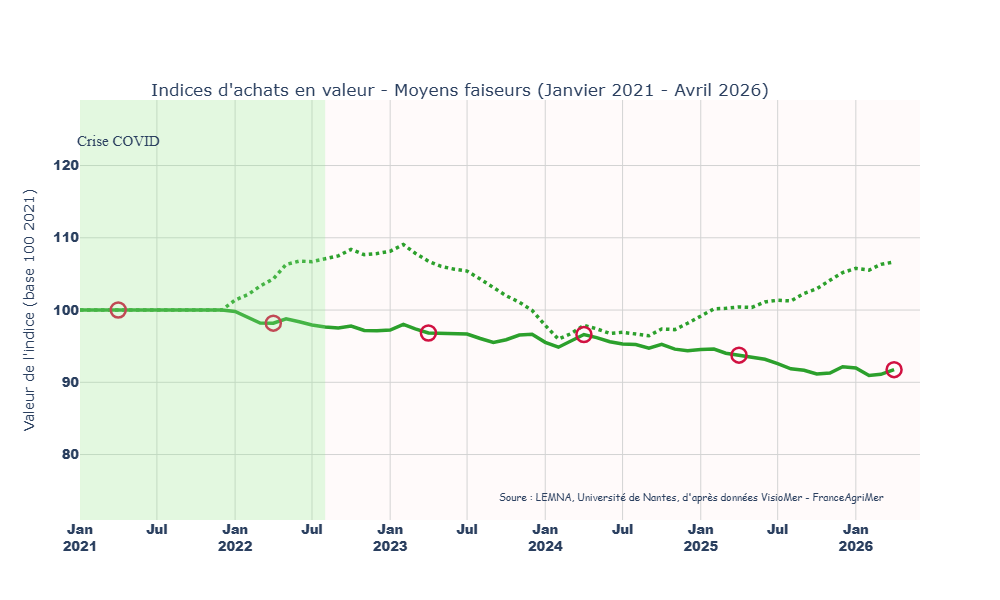 Indices d'achats en valeur - Moyens faiseurs (Janvier 2021 - Avril 2026)
Crise COVID
Valeur de l'indice (base 100 2021)
120
110
100
90
80
Soure : LEMNA, Université de Nantes, d'après données VisioMer - FranceAgriMer
Jan Jul Jan Jul Jan Jul Jan Jul Jan Jul Jan
2021 2022 2023 2024 2025 2026